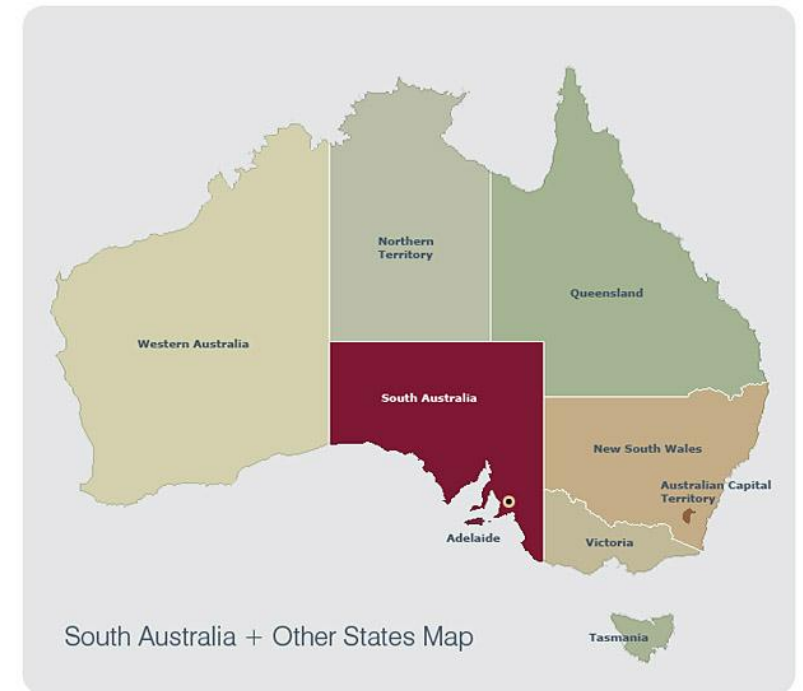 Northern
Territory
Queensland
Western Australia
South Australia
New South Wales
Australian Capital
Territory
Adelaide
Victoria
South Australia + Other States Map
Tasmania